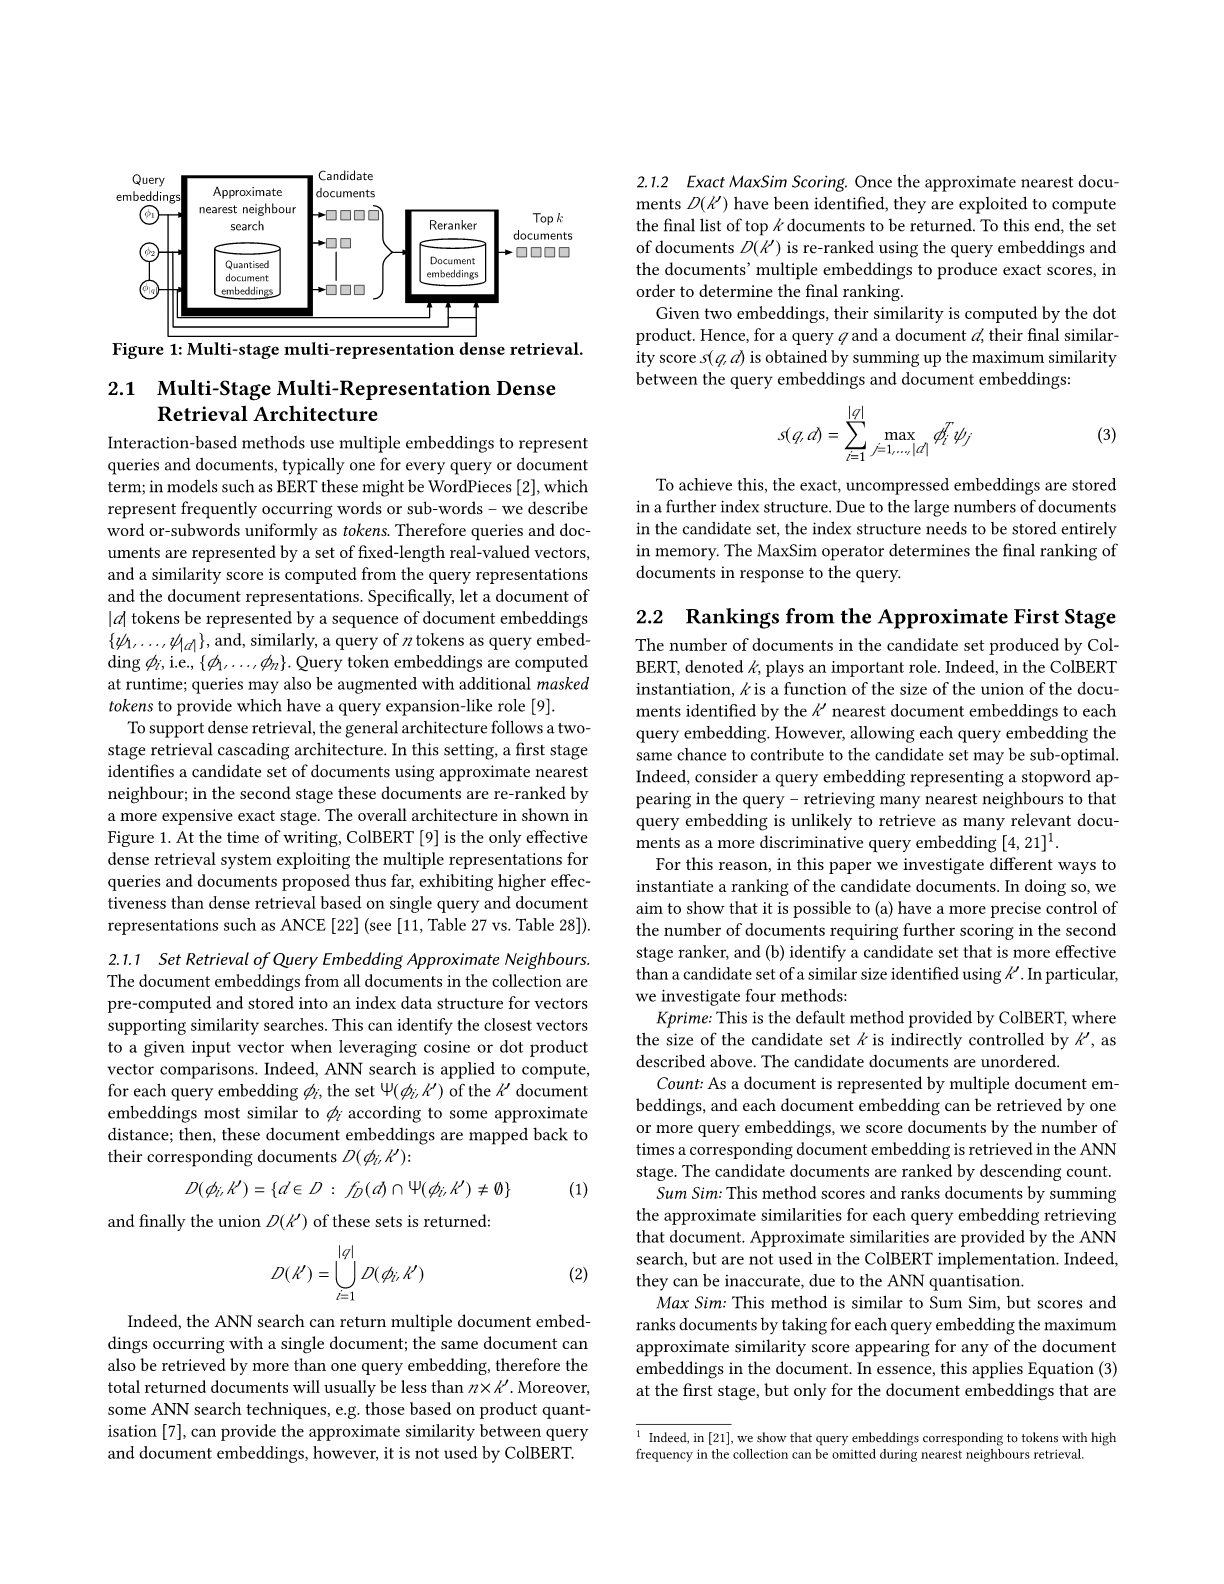 Query
embeddings
ϕ1
ϕ2
ϕ|q|
Approximate
nearest neighbour
search
Quantised
document
embeddings
Candidate
documents
Reranker
Document
embeddings
Top k
documents
Figure 1: Multi-stage multi-representation dense retrieval.
2.1 Multi-Stage Multi-Representation Dense
Retrieval Architecture
Interaction-based methods use multiple embeddings to represent
queries and documents, typically one for every query or document
term; in models such as BERT these might be WordPieces [2], which
represent frequently occurring words or sub-words – we describe
word or-subwords uniformly as tokens. Therefore queries and doc-
uments are represented by a set of fixed-length real-valued vectors,
and a similarity score is computed from the query representations
and the document representations. Specifically, let a document of
|d| tokens be represented by a sequence of document embeddings
{ψ1, . . . , ψ|d|}, and, similarly, a query of n tokens as query embed-
ding ϕi, i.e., {ϕ1, . . . , ϕn}. Query token embeddings are computed
at runtime; queries may also be augmented with additional masked
tokens to provide which have a query expansion-like role [9].
To support dense retrieval, the general architecture follows a two-
stage retrieval cascading architecture. In this setting, a first stage
identifies a candidate set of documents using approximate nearest
neighbour; in the second stage these documents are re-ranked by
a more expensive exact stage. The overall architecture in shown in
Figure 1. At the time of writing, ColBERT [9] is the only effective
dense retrieval system exploiting the multiple representations for
queries and documents proposed thus far, exhibiting higher effec-
tiveness than dense retrieval based on single query and document
representations such as ANCE [22] (see [11, Table 27 vs. Table 28]).
2.1.1 Set Retrieval of Query Embedding Approximate Neighbours.
The document embeddings from all documents in the collection are
pre-computed and stored into an index data structure for vectors
supporting similarity searches. This can identify the closest vectors
to a given input vector when leveraging cosine or dot product
vector comparisons. Indeed, ANN search is applied to compute,
for each query embedding ϕi, the set Ψ(ϕi, k′) of the k′ document
embeddings most similar to ϕi according to some approximate
distance; then, these document embeddings are mapped back to
their corresponding documents D(ϕi, k′):
D(ϕi, k′) = {d ∈ D : fD(d) ∩ Ψ(ϕi, k′) ≠ ∅} (1)
and finally the union D(k′) of these sets is returned:
D(k′) = ⋃_{i=1}^{|q|} D(ϕi, k′) (2)
Indeed, the ANN search can return multiple document embed-
dings occurring with a single document; the same document can
also be retrieved by more than one query embedding, therefore the
total returned documents will usually be less than n × k′. Moreover,
some ANN search techniques, e.g. those based on product quant-
isation [7], can provide the approximate similarity between query
and document embeddings, however, it is not used by ColBERT.
2.1.2 Exact MaxSim Scoring. Once the approximate nearest docu-
ments D(k′) have been identified, they are exploited to compute
the final list of top k documents to be returned. To this end, the set
of documents D(k′) is re-ranked using the query embeddings and
the documents' multiple embeddings to produce exact scores, in
order to determine the final ranking.
Given two embeddings, their similarity is computed by the dot
product. Hence, for a query q and a document d, their final similar-
ity score s(q, d) is obtained by summing up the maximum similarity
between the query embeddings and document embeddings:
s(q, d) = ∑_{i=1}^{|q|} max_{j=1,...,|d|} ϕi^T ψj (3)
To achieve this, the exact, uncompressed embeddings are stored
in a further index structure. Due to the large numbers of documents
in the candidate set, the index structure needs to be stored entirely
in memory. The MaxSim operator determines the final ranking of
documents in response to the query.
2.2 Rankings from the Approximate First Stage
The number of documents in the candidate set produced by Col-
BERT, denoted k, plays an important role. Indeed, in the ColBERT
instantiation, k is a function of the size of the union of the docu-
ments identified by the k′ nearest document embeddings to each
query embedding. However, allowing each query embedding the
same chance to contribute to the candidate set may be sub-optimal.
Indeed, consider a query embedding representing a stopword ap-
pearing in the query – retrieving many nearest neighbours to that
query embedding is unlikely to retrieve as many relevant docu-
ments as a more discriminative query embedding [4, 21]1.
For this reason, in this paper we investigate different ways to
instantiate a ranking of the candidate documents. In doing so, we
aim to show that it is possible to (a) have a more precise control of
the number of documents requiring further scoring in the second
stage ranker, and (b) identify a candidate set that is more effective
than a candidate set of a similar size identified using k′. In particular,
we investigate four methods:
Kprime: This is the default method provided by ColBERT, where
the size of the candidate set k is indirectly controlled by k′, as
described above. The candidate documents are unordered.
Count: As a document is represented by multiple document em-
beddings, and each document embedding can be retrieved by one
or more query embeddings, we score documents by the number of
times a corresponding document embedding is retrieved in the ANN
stage. The candidate documents are ranked by descending count.
Sum Sim: This method scores and ranks documents by summing
the approximate similarities for each query embedding retrieving
that document. Approximate similarities are provided by the ANN
search, but are not used in the ColBERT implementation. Indeed,
they can be inaccurate, due to the ANN quantisation.
Max Sim: This method is similar to Sum Sim, but scores and
ranks documents by taking for each query embedding the maximum
approximate similarity score appearing for any of the document
embeddings in the document. In essence, this applies Equation (3)
at the first stage, but only for the document embeddings that are
1 Indeed, in [21], we show that query embeddings corresponding to tokens with high
frequency in the collection can be omitted during nearest neighbours retrieval.